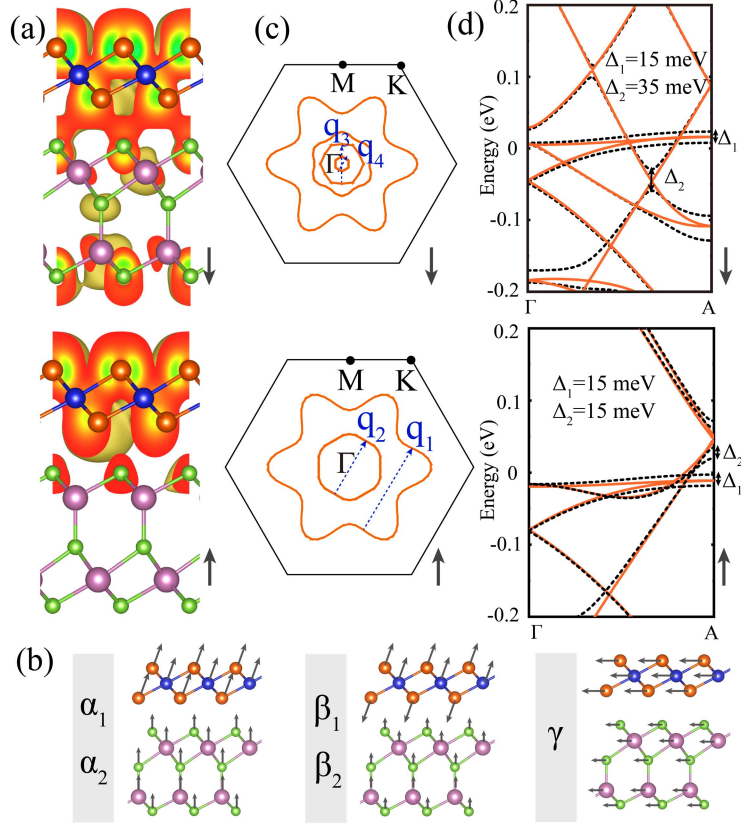 (a)
(c)
M
K
q3
q4
Γ
(d)
Energy (eV)
0.2
0.1
0
-0.1
-0.2
Δ1=15 meV
Δ2=35 meV
Δ1
Δ2
Γ
A
M
K
q2
q1
Γ
Energy (eV)
0.2
0.1
0
-0.1
-0.2
Δ1=15 meV
Δ2=15 meV
Δ2
Δ1
Γ
A
(b)
α1
α2
β1
β2
γ